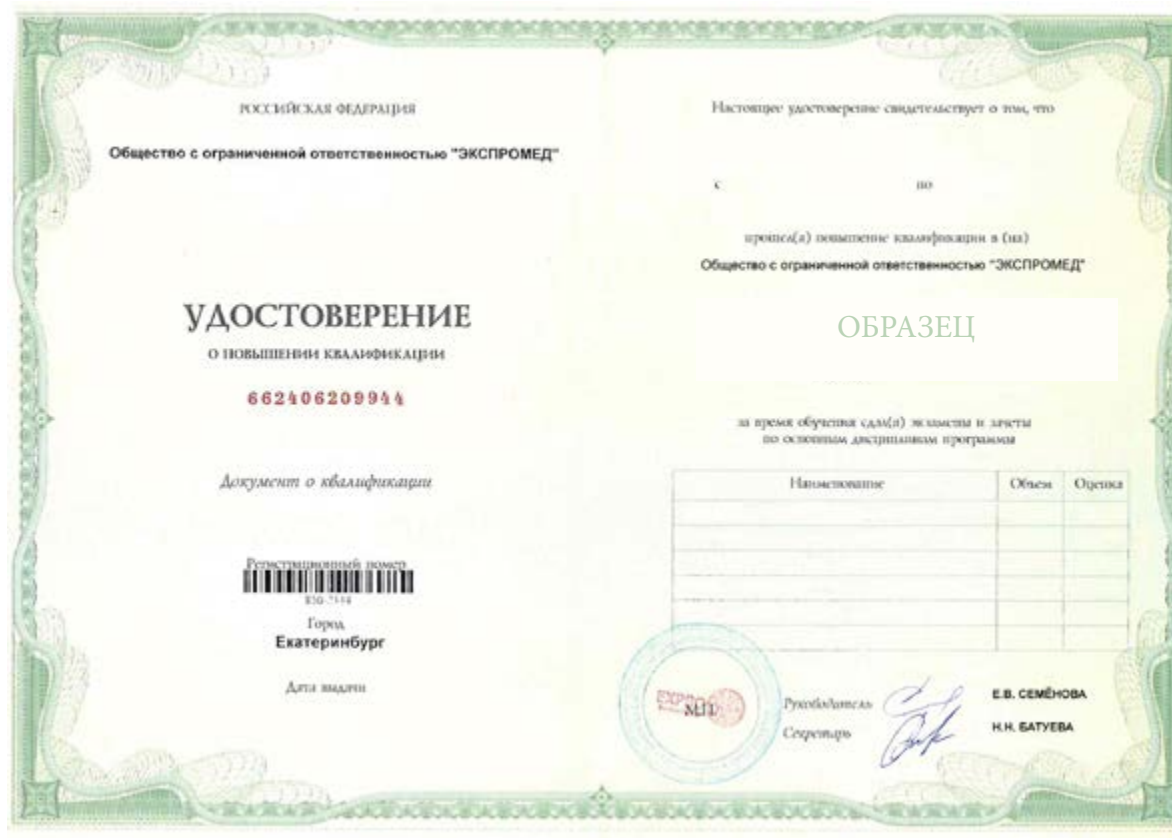 РОССИЙСКАЯ ФЕДЕРАЦИЯ
Общество с ограниченной ответственностью "ЭКСПРОМЕД"
УДОСТОВЕРЕНИЕ
О ПОВЫШЕНИИ КВАЛИФИКАЦИИ
662406209944
Документ о квалификации
Регистрационный номер
Город
Екатеринбург
Дата выдачи
Настоящее удостоверение свидетельствует о том, что
с по
прошел(а) повышение квалификации в (на)
Общество с ограниченной ответственностью "ЭКСПРОМЕД"
ОБРАЗЕЦ
за время обучения сдал(а) экзамены и зачеты
по основным дисциплинам программы
Наименование Объем Оценка
М.П.
Руководитель Е.В. СЕМЁНОВА
Секретарь Н.Н. БАТУЕВА